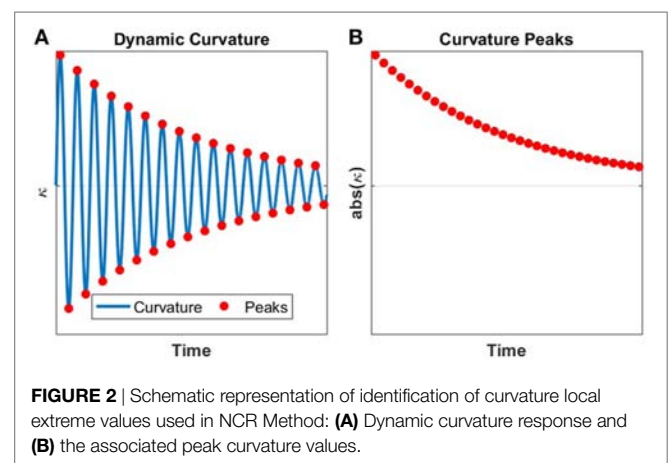 A
Dynamic Curvature
κ
Curvature
Peaks
Time
B
Curvature Peaks
abs(κ)
Time
FIGURE 2 | Schematic representation of identification of curvature local
extreme values used in NCR Method: (A) Dynamic curvature response and
(B) the associated peak curvature values.